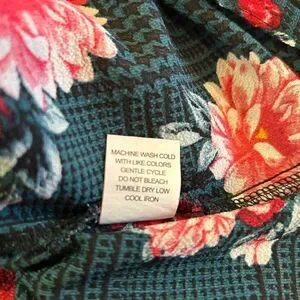 MACHINE WASH COLD
WITH LIKE COLORS
GENTLE CYCLE
DO NOT BLEACH
TUMBLE DRY LOW
COOL IRON